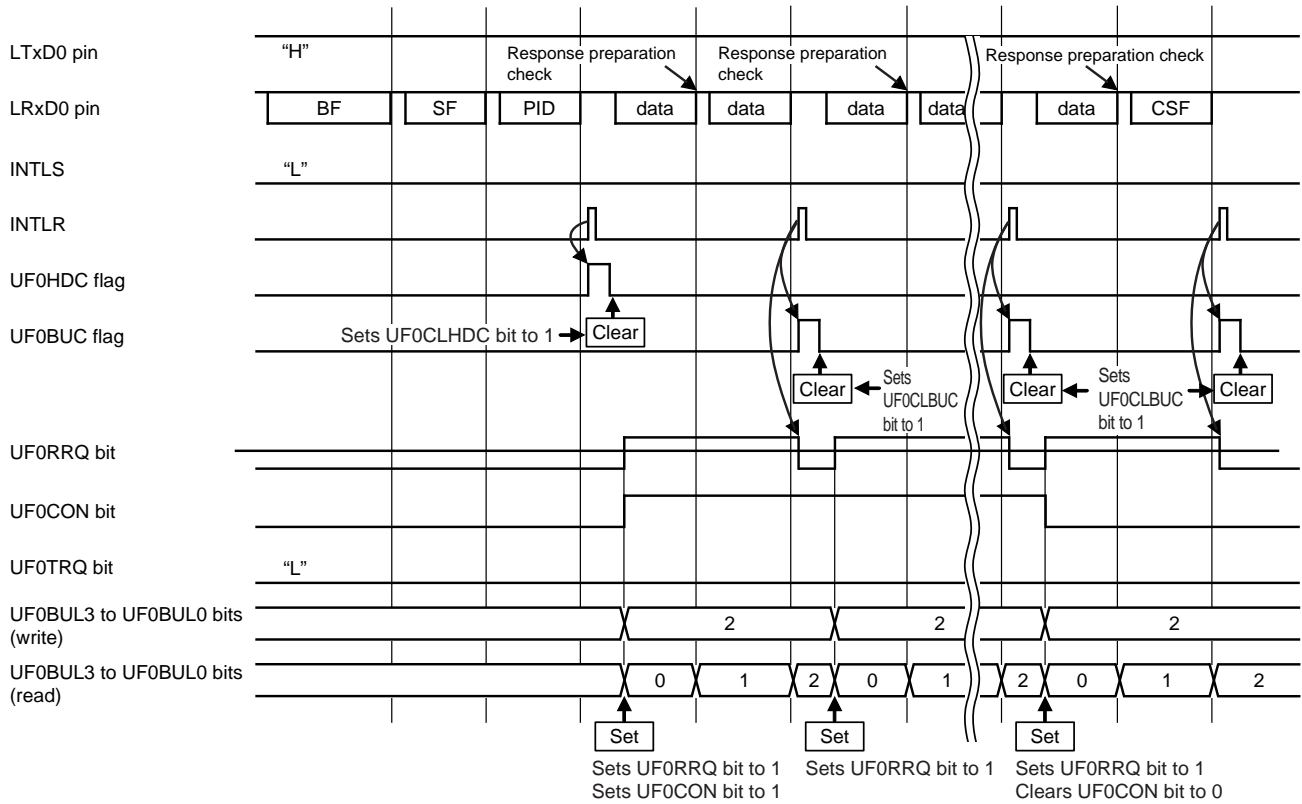 LTxD0 pin
“H”
Response preparation
check
Response preparation
check
Response preparation check
LRxD0 pin
BF
SF
PID
data
data
data
data
data
CSF
INTLS
“L”
INTLR
UF0HDC flag
UF0BUC flag
Sets UF0CLHDC bit to 1
Clear
Clear
Sets
UF0CLBUC
bit to 1
Clear
Sets
UF0CLBUC
bit to 1
Clear
UF0RRQ bit
UF0CON bit
UF0TRQ bit
“L”
UF0BUL3 to UF0BUL0 bits
(write)
2
2
2
UF0BUL3 to UF0BUL0 bits
(read)
0
1
2
0
1
2
0
1
2
Set
Set
Set
Sets UF0RRQ bit to 1
Sets UF0CON bit to 1
Sets UF0RRQ bit to 1
Sets UF0RRQ bit to 1
Clears UF0CON bit to 0